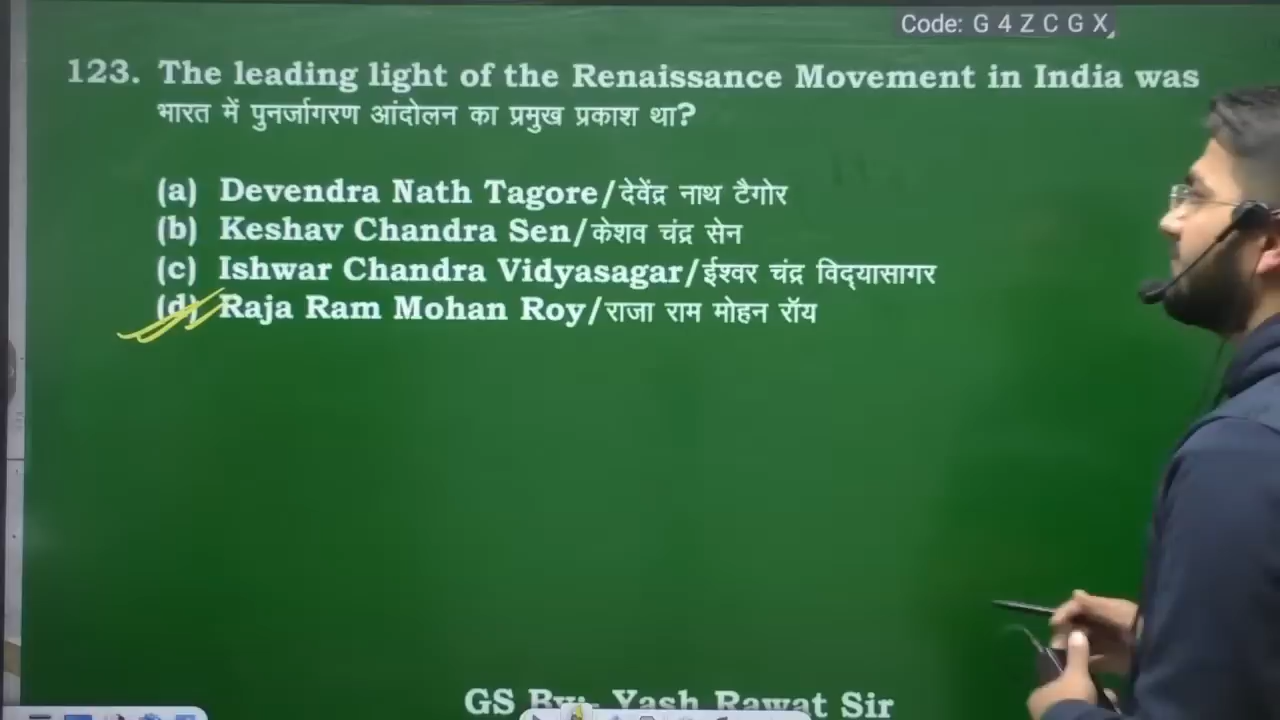 Code: G 4 Z C G X
123. The leading light of the Renaissance Movement in India was
भारत में पुनर्जागरण आंदोलन का प्रमुख प्रकाश था?
(a) Devendra Nath Tagore/देवेंद्र नाथ टैगोर
(b) Keshav Chandra Sen/केशव चंद्र सेन
(c) Ishwar Chandra Vidyasagar/ईश्वर चंद्र विद्यासागर
(d) Raja Ram Mohan Roy/राजा राम मोहन रॉय
GS By:- Yash Rawat Sir